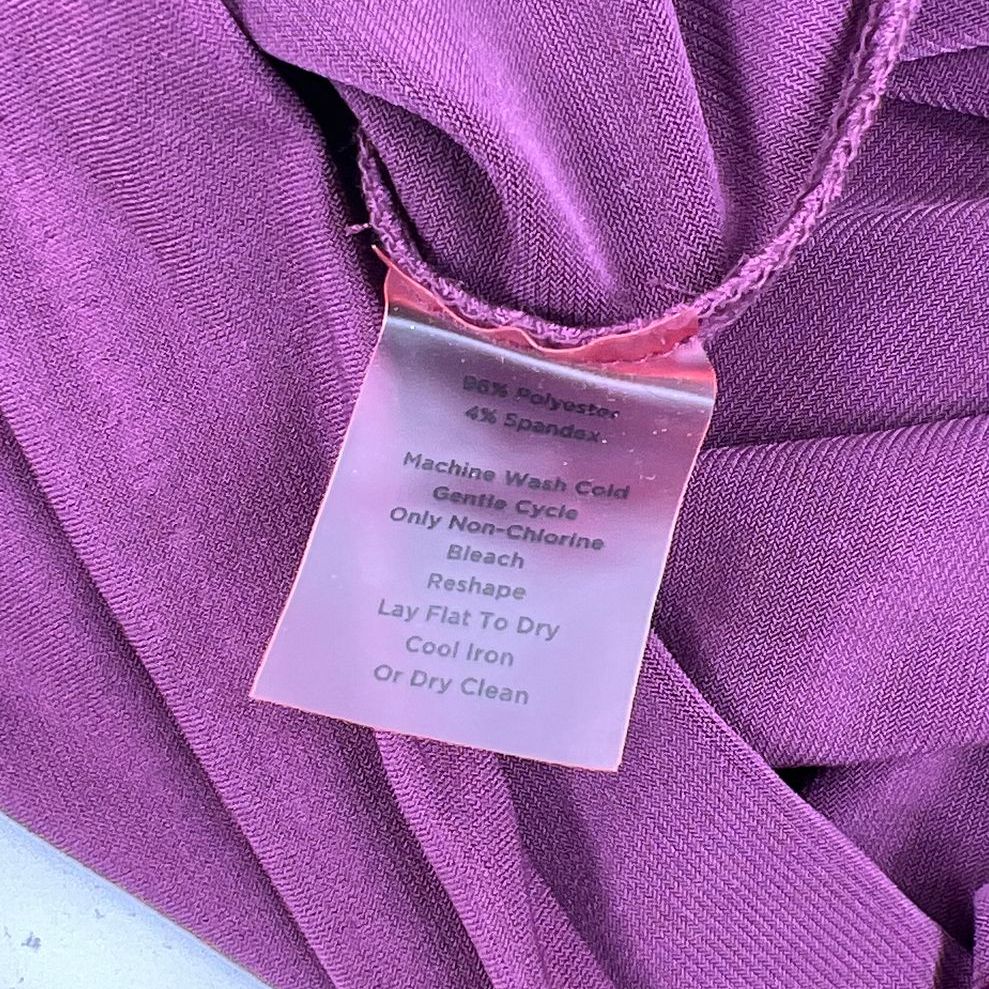 96% Polyester
4% Spandex
Machine Wash Cold
Gentle Cycle
Only Non-Chlorine
Bleach
Reshape
Lay Flat To Dry
Cool Iron
Or Dry Clean